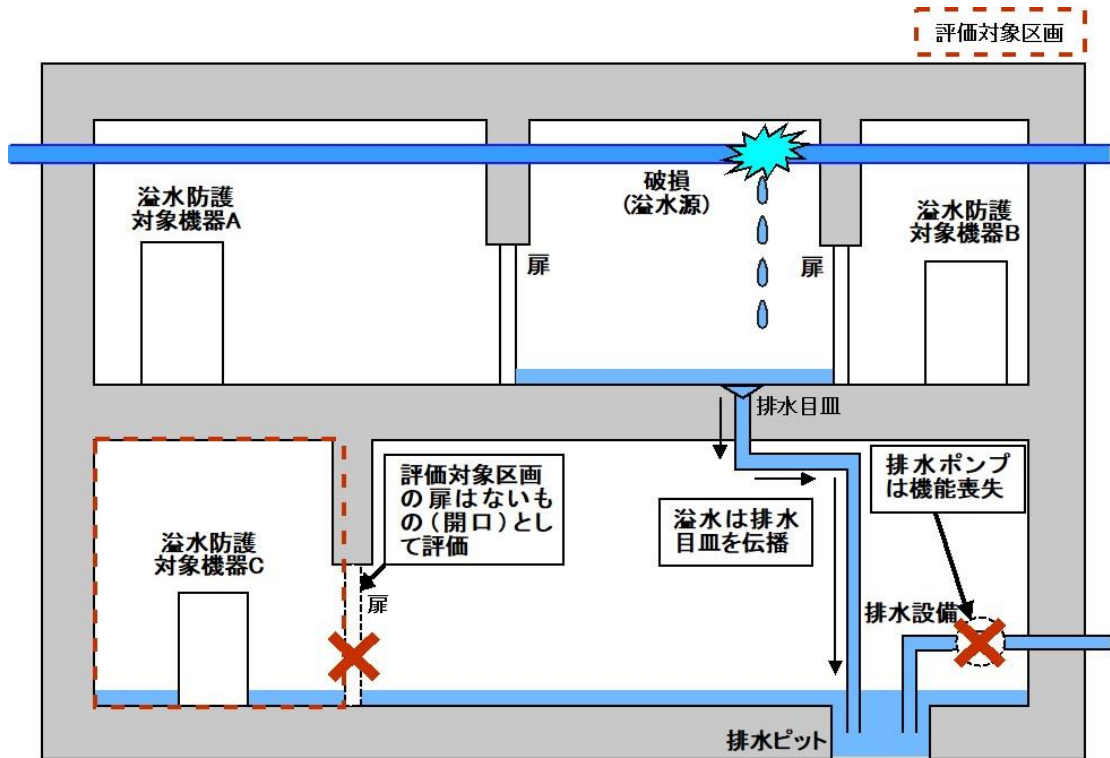 評価対象区画
溢水防護
対象機器A
破損
(溢水源)
溢水防護
対象機器B
扉
扉
排水目皿
評価対象区画
の扉はないも
の(開口)とし
て評価
排水ポンプ
は機能喪失
溢水は排水
目皿を伝播
溢水防護
対象機器C
扉
排水設備
排水ピット